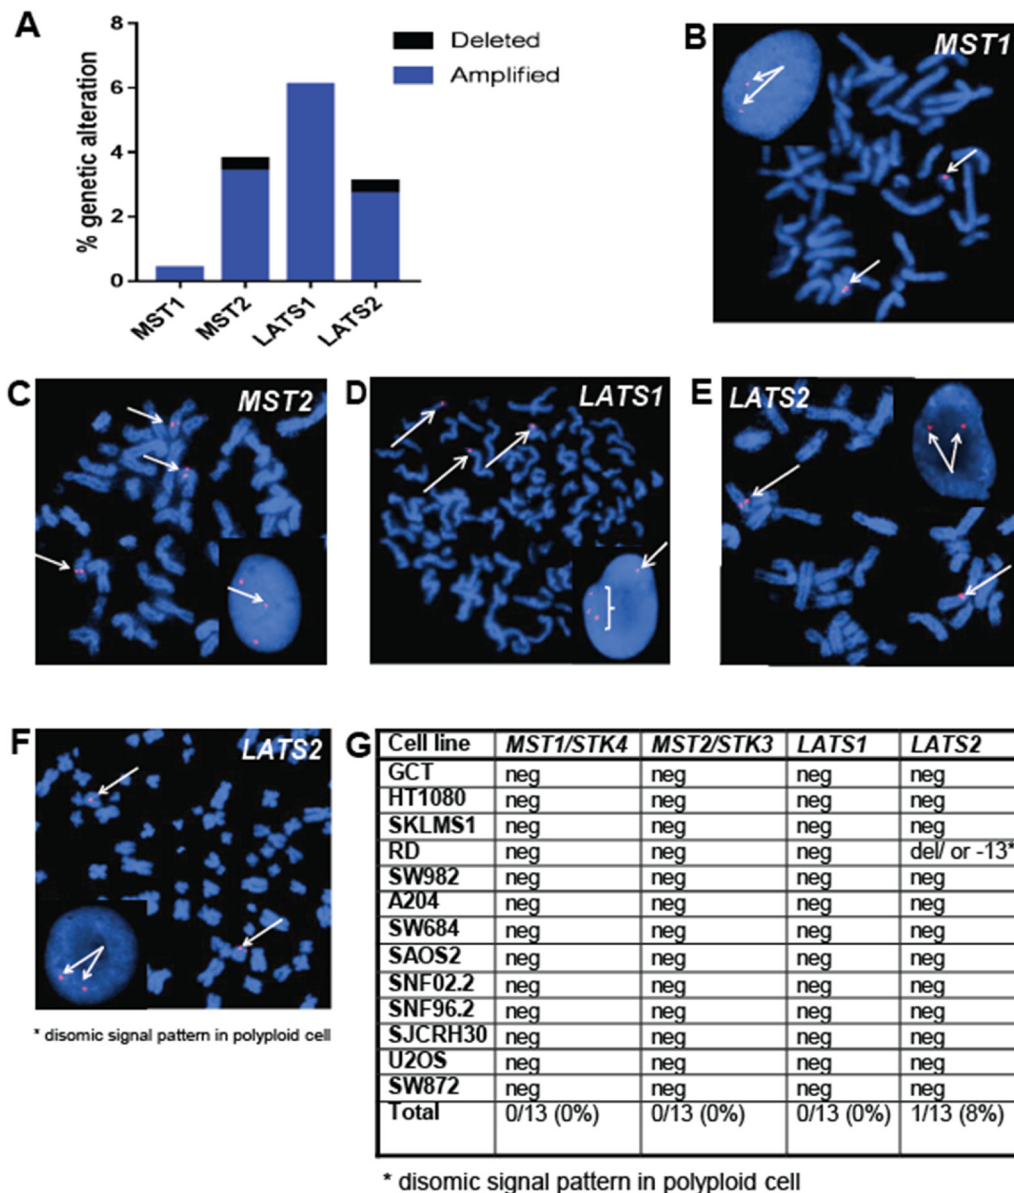 A
8
6
4
2
0
% genetic alteration
Deleted
Amplified
MST1
MST2
LATS1
LATS2
B
MST1
C
MST2
D
LATS1
E
LATS2
F
LATS2
* disomic signal pattern in polyploid cell
G
Cell line MST1/STK4 MST2/STK3 LATS1 LATS2
GCT neg neg neg neg
HT1080 neg neg neg neg
SKLMS1 neg neg neg neg
RD neg neg neg del/ or -13*
SW982 neg neg neg neg
A204 neg neg neg neg
SW684 neg neg neg neg
SAOS2 neg neg neg neg
SNF02.2 neg neg neg neg
SNF96.2 neg neg neg neg
SJCRH30 neg neg neg neg
U2OS neg neg neg neg
SW872 neg neg neg neg
Total 0/13 (0%) 0/13 (0%) 0/13 (0%) 1/13 (8%)
* disomic signal pattern in polyploid cell